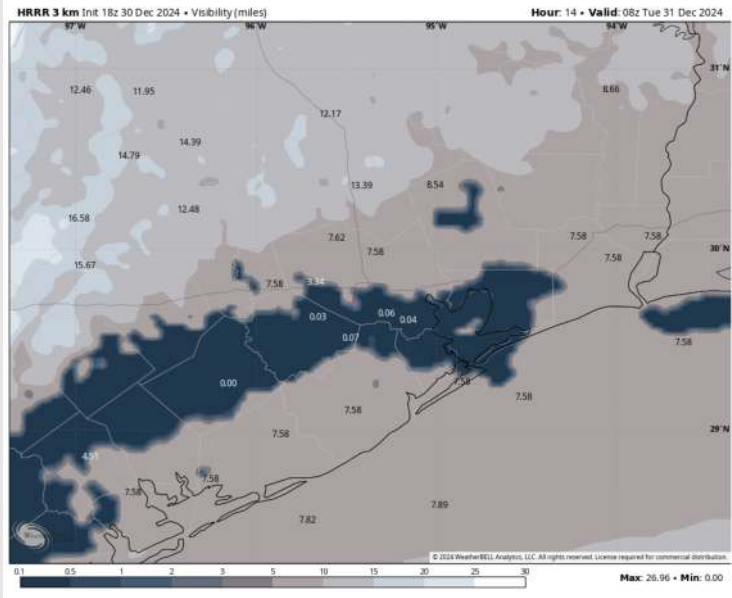 HRRR 3 km Init 18z 30 Dec 2024 • Visibility (miles)
Hour: 14 • Valid: 08z Tue 31 Dec 2024
97°W 96°W 95°W 94°W
31°N
12.46 11.95 8.66
12.17
14.39
14.79
13.39 8.54
12.48
16.58
7.62 7.58 7.58
7.58 30°N
7.58
15.67
7.58 3.34
0.03 0.06 0.04
0.07 7.58
0.00 7.58
7.58
7.58
7.58 29°N
4.51
7.58
7.58
7.89
7.82
© 2024 WeatherBELL Analytics, LLC. All rights reserved. License required for commercial distribution.
0.1 0.5 1 2 3 5 10 15 20 25 30
Max: 26.96 • Min: 0.00